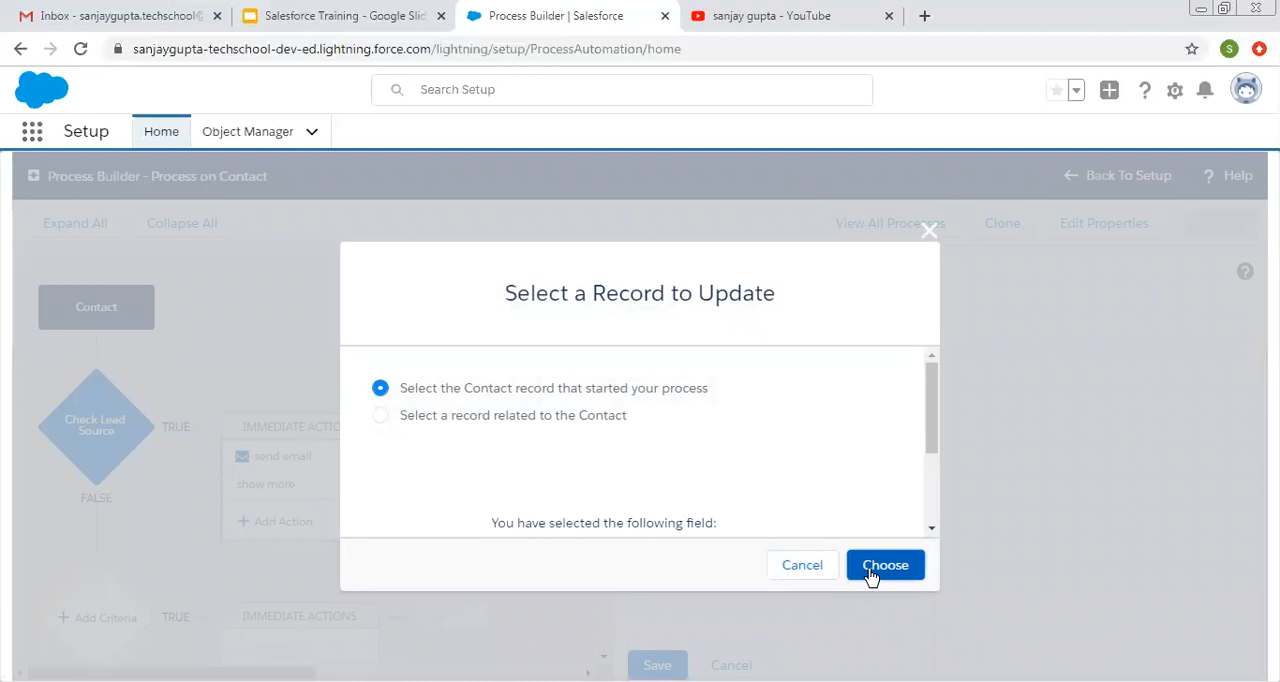 Inbox - sanjaygupta.techschool@
Salesforce Training - Google Slid
Process Builder | Salesforce
sanjay gupta - YouTube
sanjaygupta-techschool-dev-ed.lightning.force.com/lightning/setup/ProcessAutomation/home
S
Search Setup
Setup
Home
Object Manager
Process Builder - Process on Contact
Back To Setup
? Help
Expand All
Collapse All
View All Processes
Clone
Edit Properties
Select a Record to Update
Contact
Select the Contact record that started your process
Select a record related to the Contact
Check Lead
Source
TRUE
IMMEDIATE ACTIO
send email
show more
FALSE
+ Add Action
You have selected the following field:
Cancel
Choose
+ Add Criteria
TRUE
IMMEDIATE ACTIONS
Save
Cancel